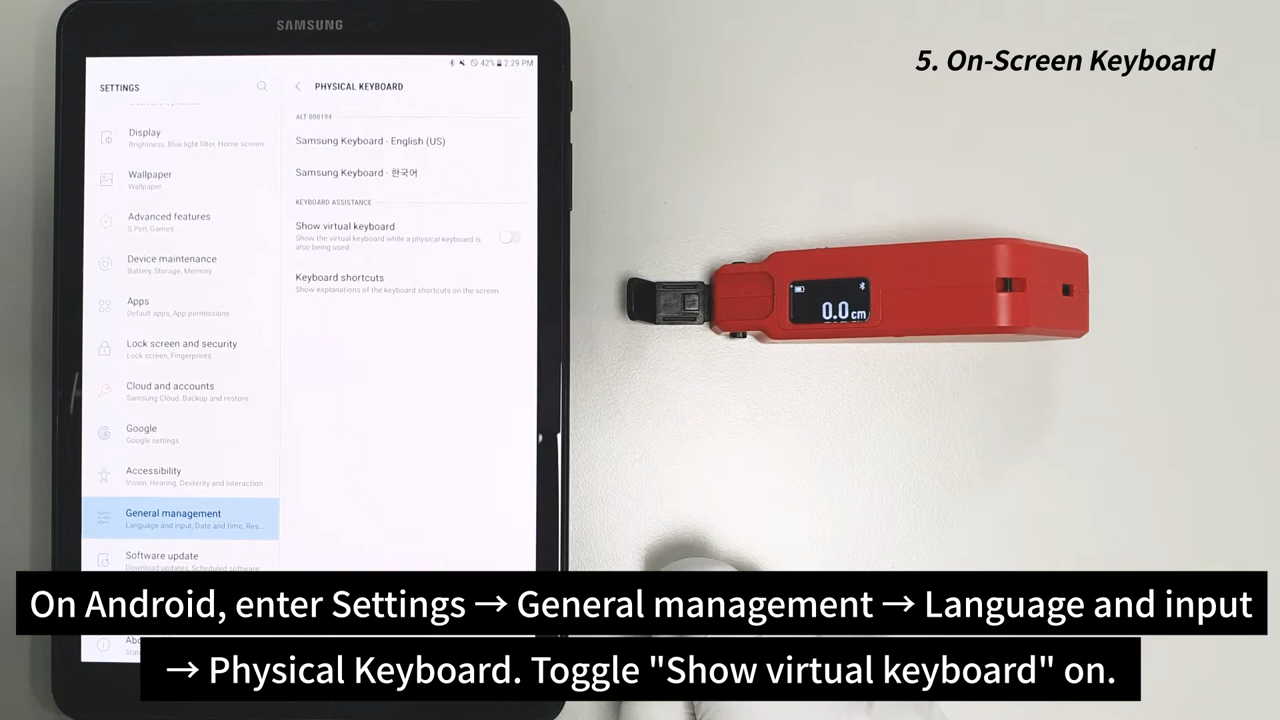 SAMSUNG
5. On-Screen Keyboard
42% 2:29 PM
SETTINGS
PHYSICAL KEYBOARD
ALT 000194
Display
Brightness, Blue light filter, Home screen
Samsung Keyboard - English (US)
Wallpaper
Wallpaper
Samsung Keyboard - 한국어
KEYBOARD ASSISTANCE
Advanced features
S Pen, Games
Show virtual keyboard
Show the virtual keyboard while a physical keyboard is
also being used.
Device maintenance
Battery, Storage, Memory
Keyboard shortcuts
Show explanations of the keyboard shortcuts on the screen.
Apps
Default apps, App permissions
0.0 cm
Lock screen and security
Lock screen, Fingerprints
Cloud and accounts
Samsung Cloud, Backup and restore
Google
Google settings
Accessibility
Vision, Hearing, Dexterity and interaction
General management
Language and input, Date and time, Res...
Software update
Download updates, Scheduled software
On Android, enter Settings → General management → Language and input
→ Physical Keyboard. Toggle "Show virtual keyboard" on.